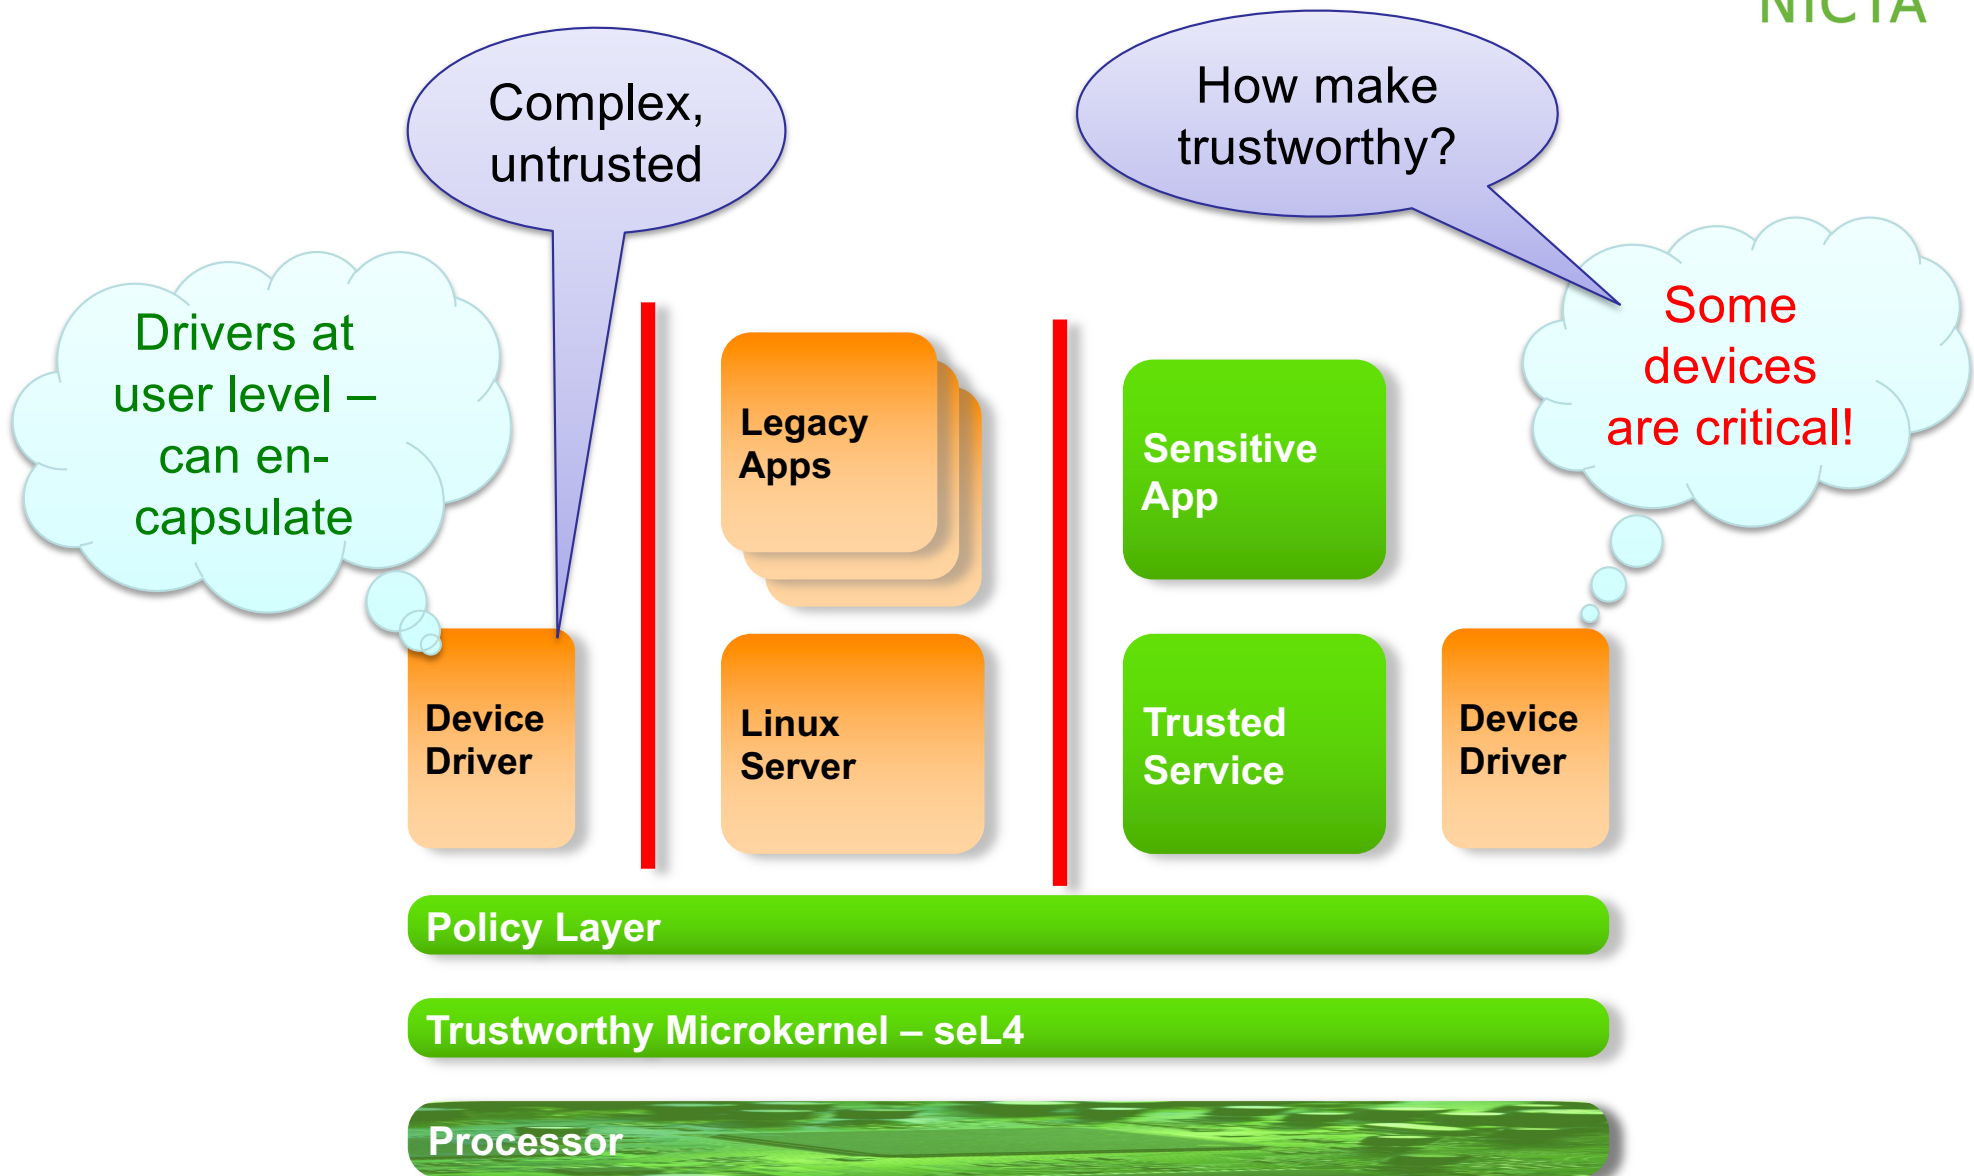 NICTA
Complex,
untrusted
How make
trustworthy?
Drivers at
user level –
can en-
capsulate
Some
devices
are critical!
Legacy
Apps
Sensitive
App
Device
Driver
Linux
Server
Trusted
Service
Device
Driver
Policy Layer
Trustworthy Microkernel – seL4
Processor